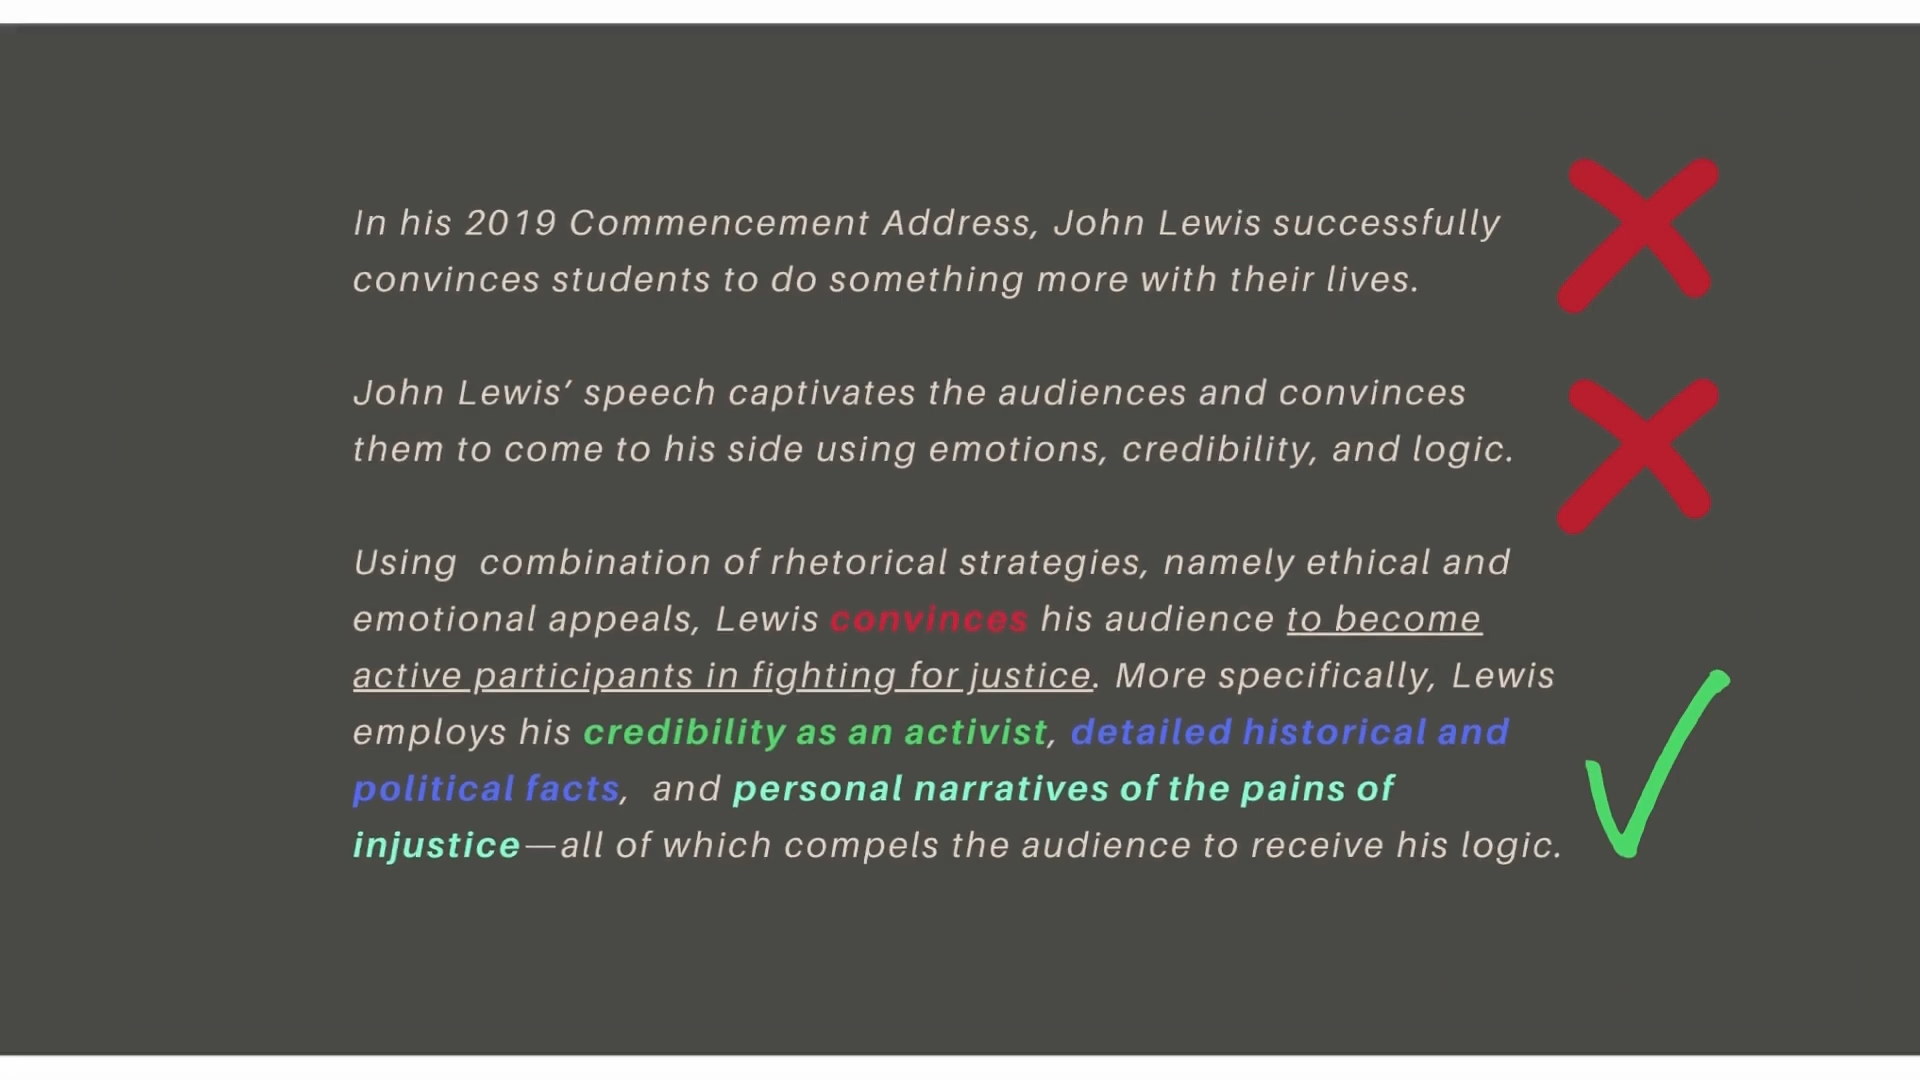 In his 2019 Commencement Address, John Lewis successfully
convinces students to do something more with their lives.
John Lewis’ speech captivates the audiences and convinces
them to come to his side using emotions, credibility, and logic.
Using  combination of rhetorical strategies, namely ethical and
emotional appeals, Lewis convinces his audience to become
active participants in fighting for justice. More specifically, Lewis
employs his credibility as an activist, detailed historical and
political facts,  and personal narratives of the pains of
injustice—all of which compels the audience to receive his logic.